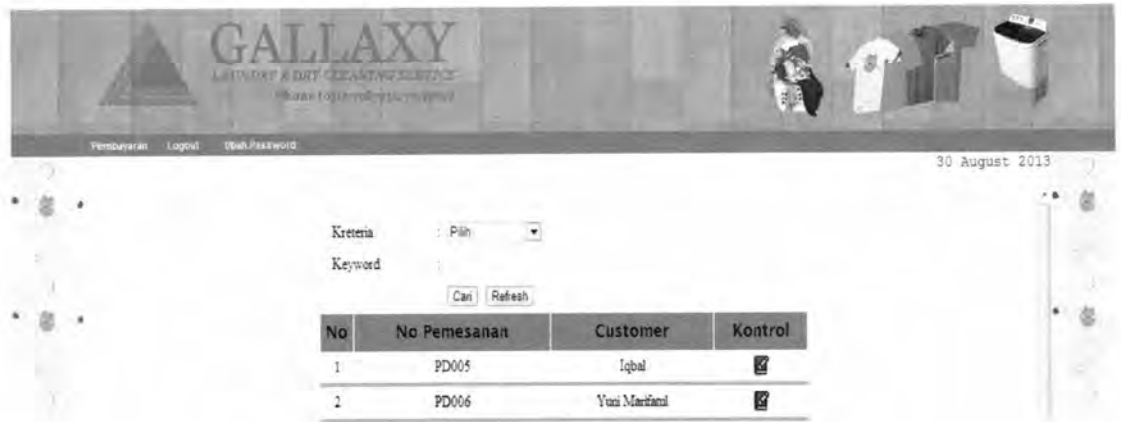 GALLAXY
LAUNDRY & DRY CLEANING SERVICE
Pembayaran Logout Ubah Password
30 August 2013
Kreteria : Pilih
Keyword :
Cari Refresh
No No Pemesanan Customer Kontrol
1 PD005 Iqbal
2 PD006 Yuni